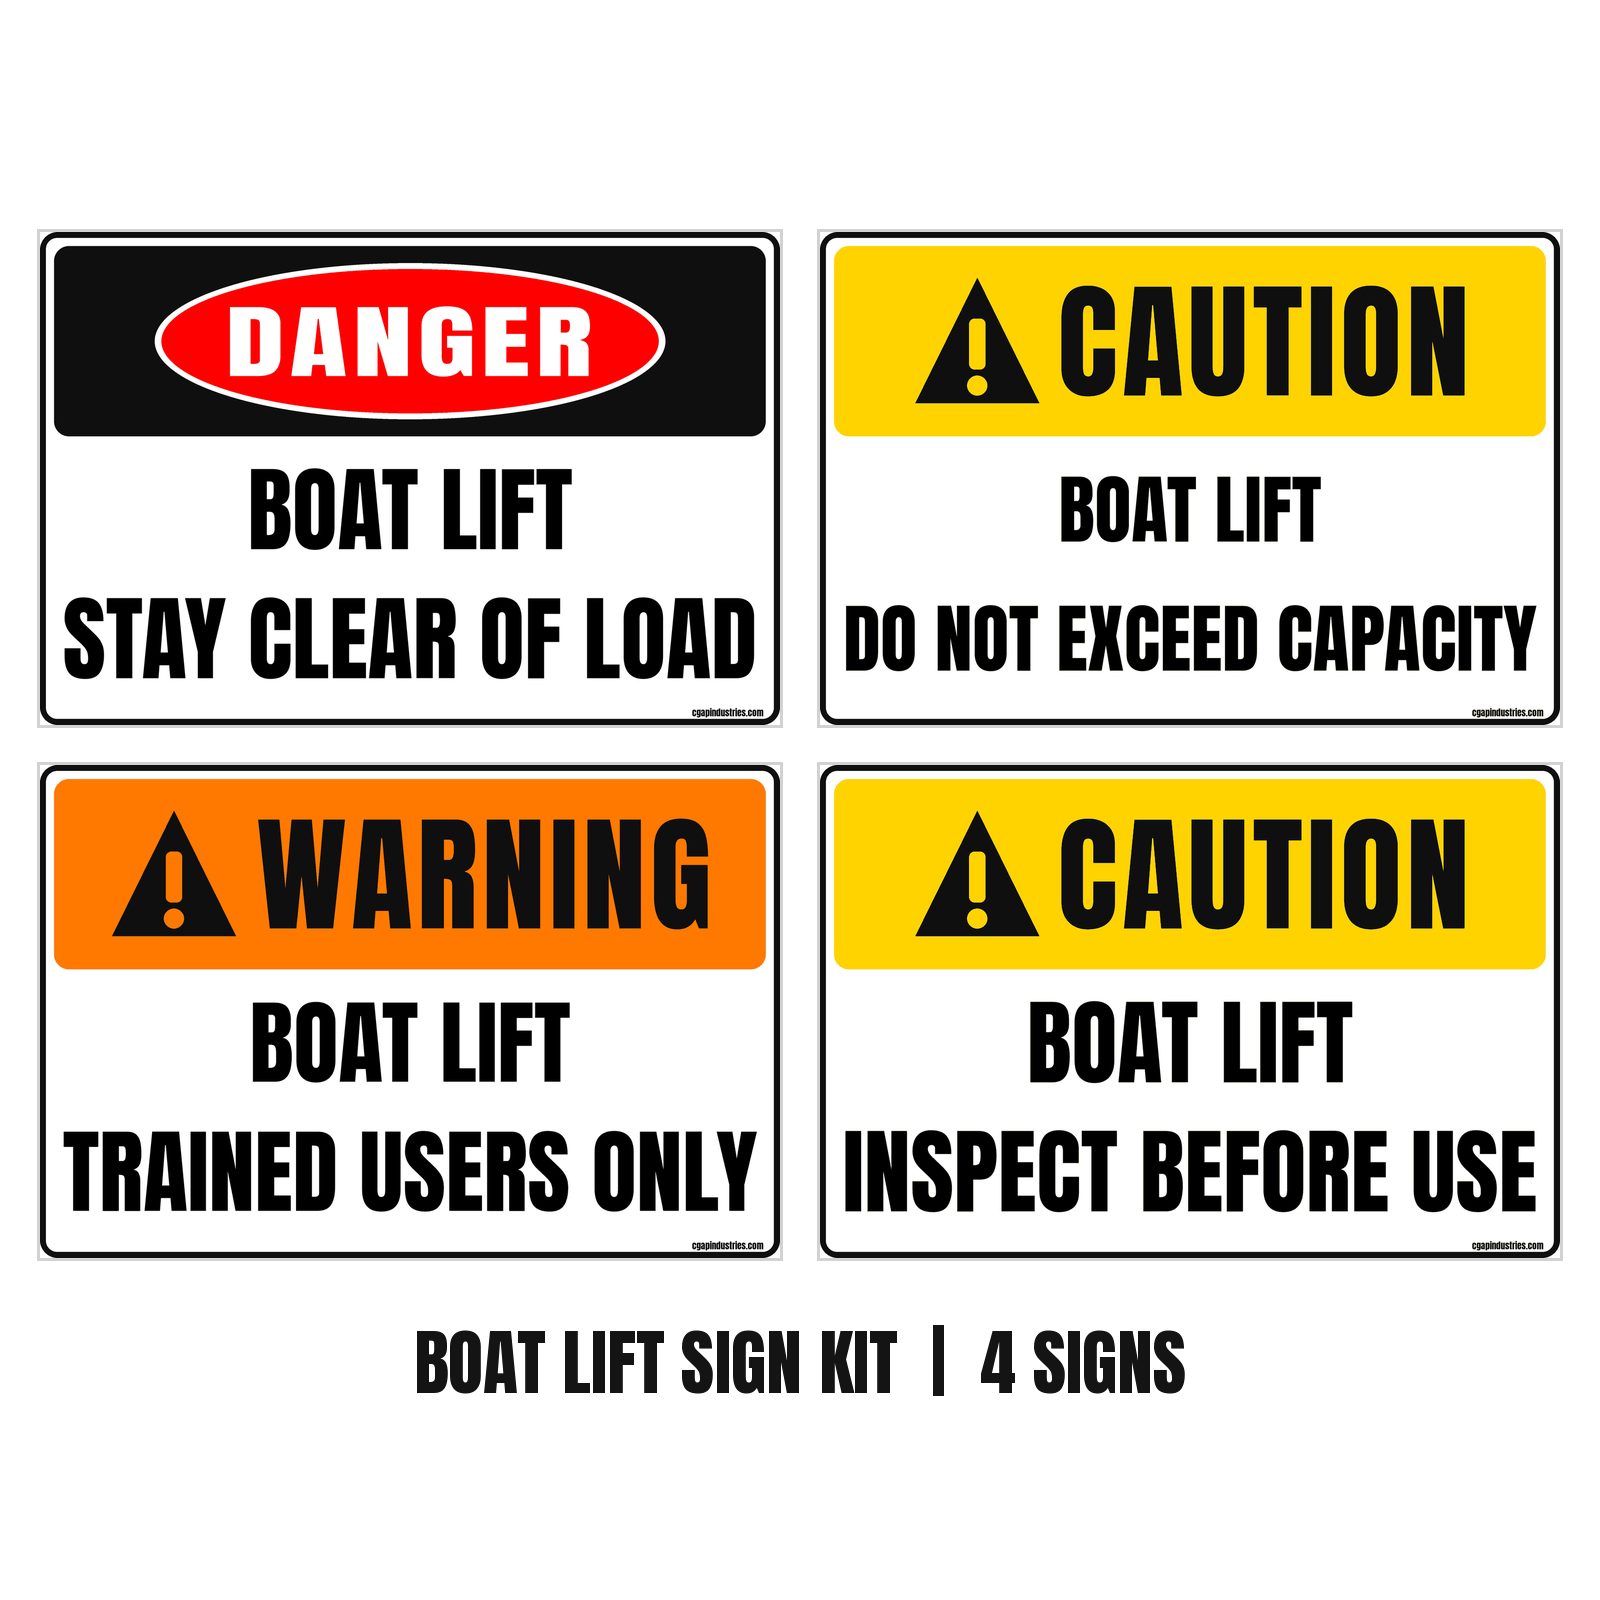 DANGER
BOAT LIFT
STAY CLEAR OF LOAD
cgapindustries.com
CAUTION
BOAT LIFT
DO NOT EXCEED CAPACITY
cgapindustries.com
WARNING
BOAT LIFT
TRAINED USERS ONLY
cgapindustries.com
CAUTION
BOAT LIFT
INSPECT BEFORE USE
cgapindustries.com
BOAT LIFT SIGN KIT | 4 SIGNS